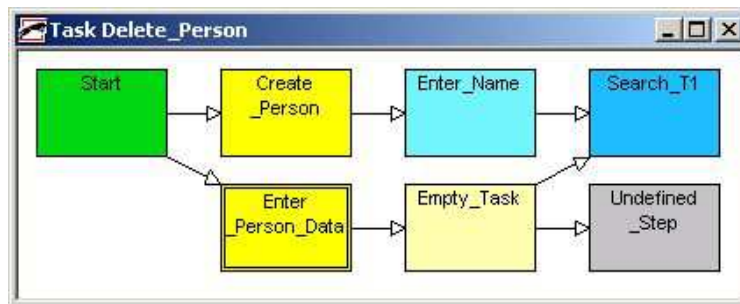 Task Delete_Person
Start
Create
_Person
Enter_Name
Search_T1
Enter
_Person_Data
Empty_Task
Undefined
_Step